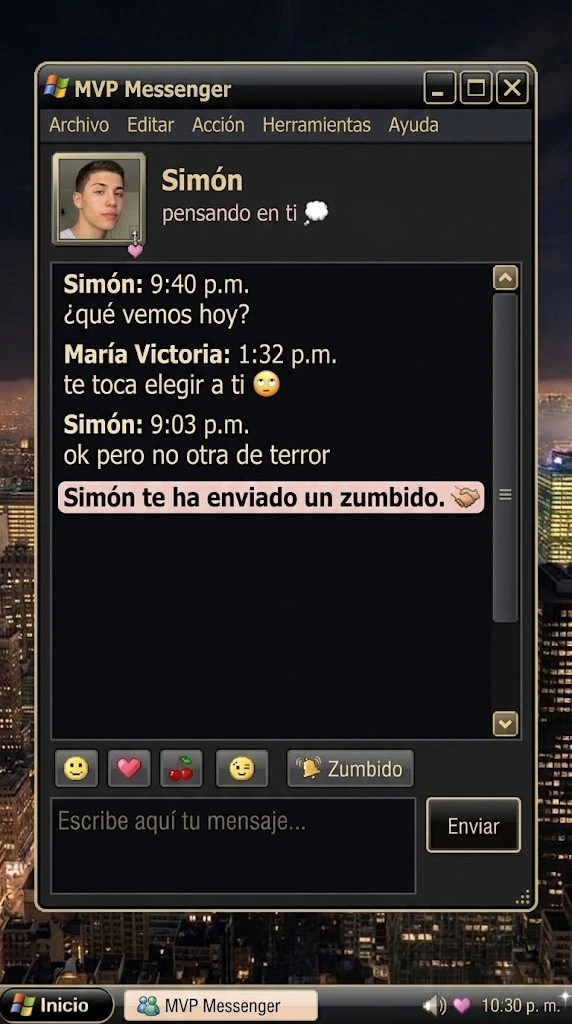 MVP Messenger
Archivo Editar Acción Herramientas Ayuda
Simón
pensando en ti 💭
Simón: 9:40 p.m.
¿qué vemos hoy?
María Victoria: 1:32 p.m.
te toca elegir a ti 🙄
Simón: 9:03 p.m.
ok pero no otra de terror
Simón te ha enviado un zumbido. 🤝
Zumbido
Escribe aquí tu mensaje...
Enviar
Inicio
MVP Messenger
10:30 p. m.